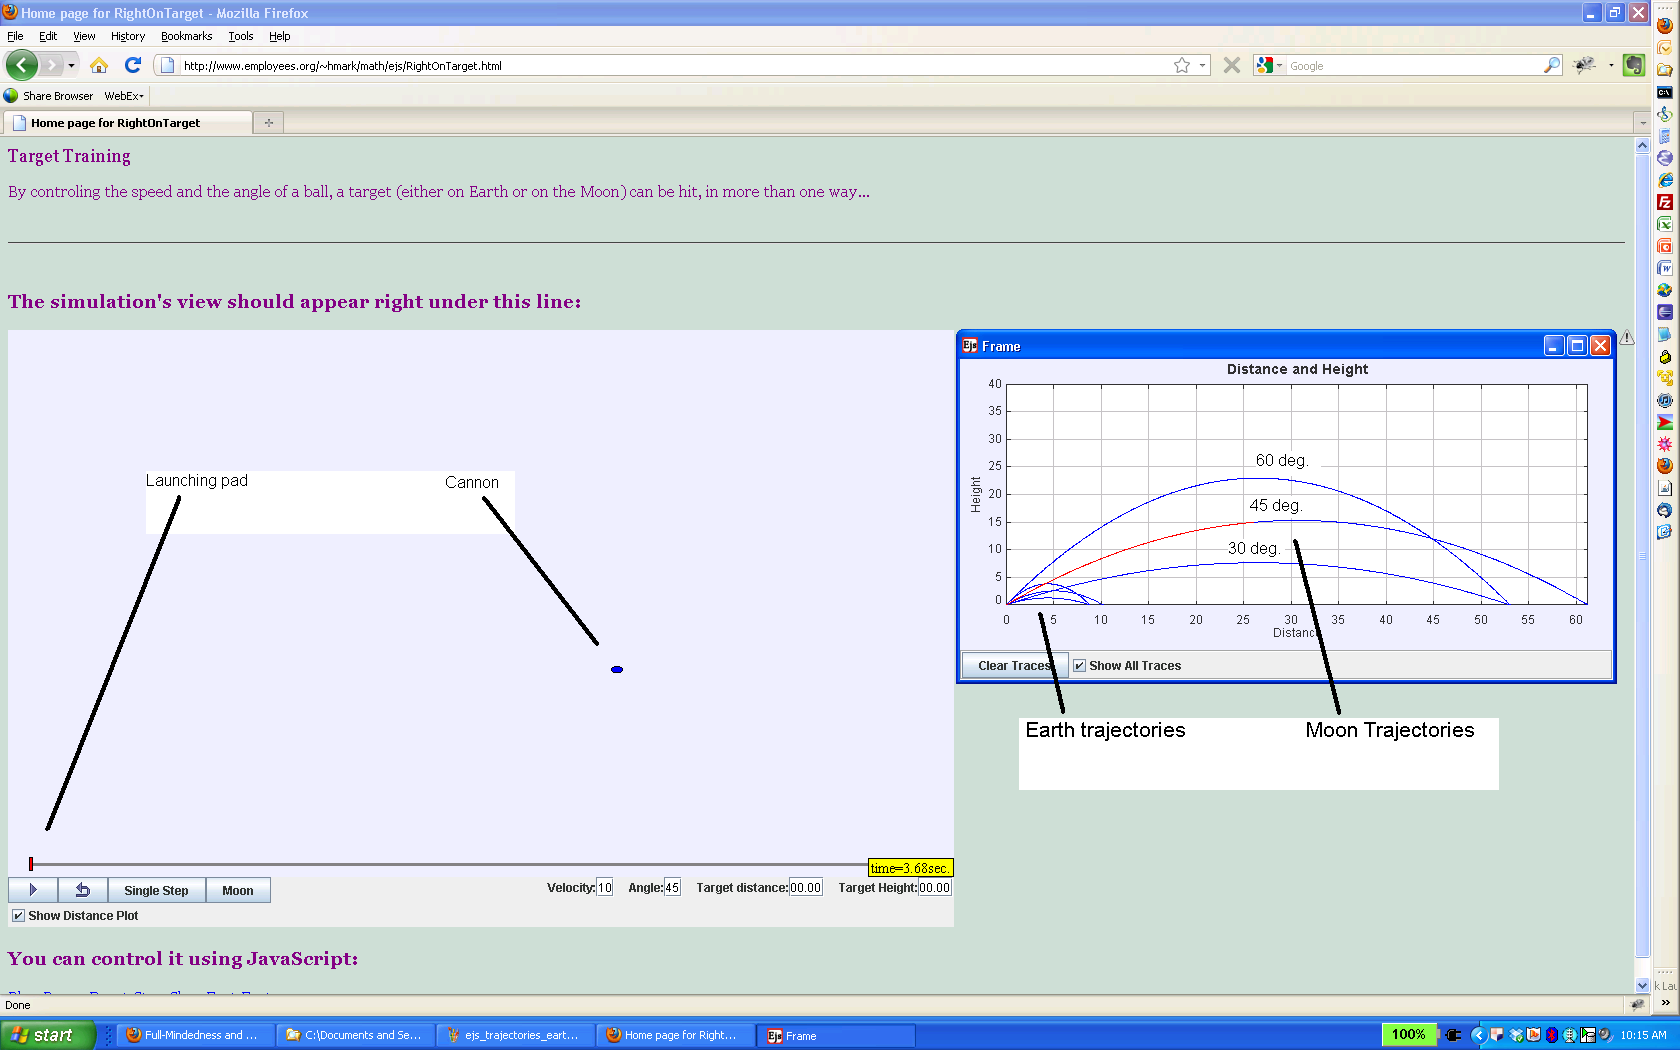 Home page for RightOnTarget - Mozilla Firefox
File Edit View History Bookmarks Tools Help
http://www.employees.org/~hmark/math/ejs/RightOnTarget.html
Google
Share Browser WebEx
Home page for RightOnTarget
Target Training
By controling the speed and the angle of a ball, a target (either on Earth or on the Moon) can be hit, in more than one way...
The simulation's view should appear right under this line:
Launching pad
Cannon
time=3.68sec.
Single Step Moon
Velocity: 10 Angle: 45 Target distance: 00.00 Target Height: 00.00
Show Distance Plot
Ejs Frame
Distance and Height
40
35
30
25
20
15
10
5
0
Height
60 deg.
45 deg.
30 deg.
0 5 10 15 20 25 30 35 40 45 50 55 60
Distanc
Clear Traces Show All Traces
Earth trajectories
Moon Trajectories
You can control it using JavaScript:
Done
start
Full-Mindedness and ...
C:\Documents and Se...
ejs_trajectories_eart...
Home page for Right...
Ejs Frame
100%
10:15 AM